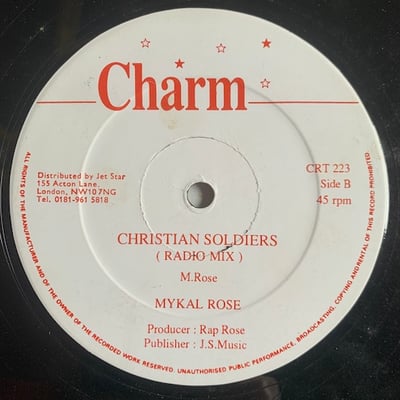 Charm
Distributed by Jet Star
155 Acton Lane,
London, NW10 7NG
Tel. 0181-961 5818
CRT 223
Side B
45 rpm
CHRISTIAN SOLDIERS
( RADIO MIX )
M.Rose
MYKAL ROSE
Producer : Rap Rose
Publisher : J.S.Music
ALL RIGHTS OF THE MANUFACTURER AND OF THE OWNER OF THE RECORDED WORK RESERVED. UNAUTHORISED PUBLIC PERFORMANCE, BROADCASTING, COPYING AND RENTAL OF THIS RECORD PROHIBITED.